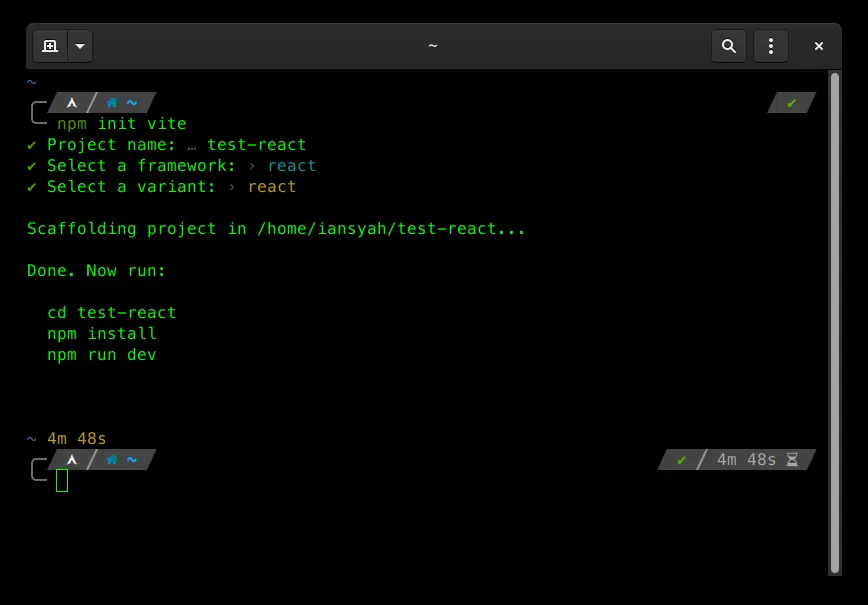 ~
~
~
npm init vite
✔ Project name: … test-react
✔ Select a framework: › react
✔ Select a variant: › react
Scaffolding project in /home/iansyah/test-react...
Done. Now run:
cd test-react
npm install
npm run dev
~ 4m 48s
~ ✔ 4m 48s